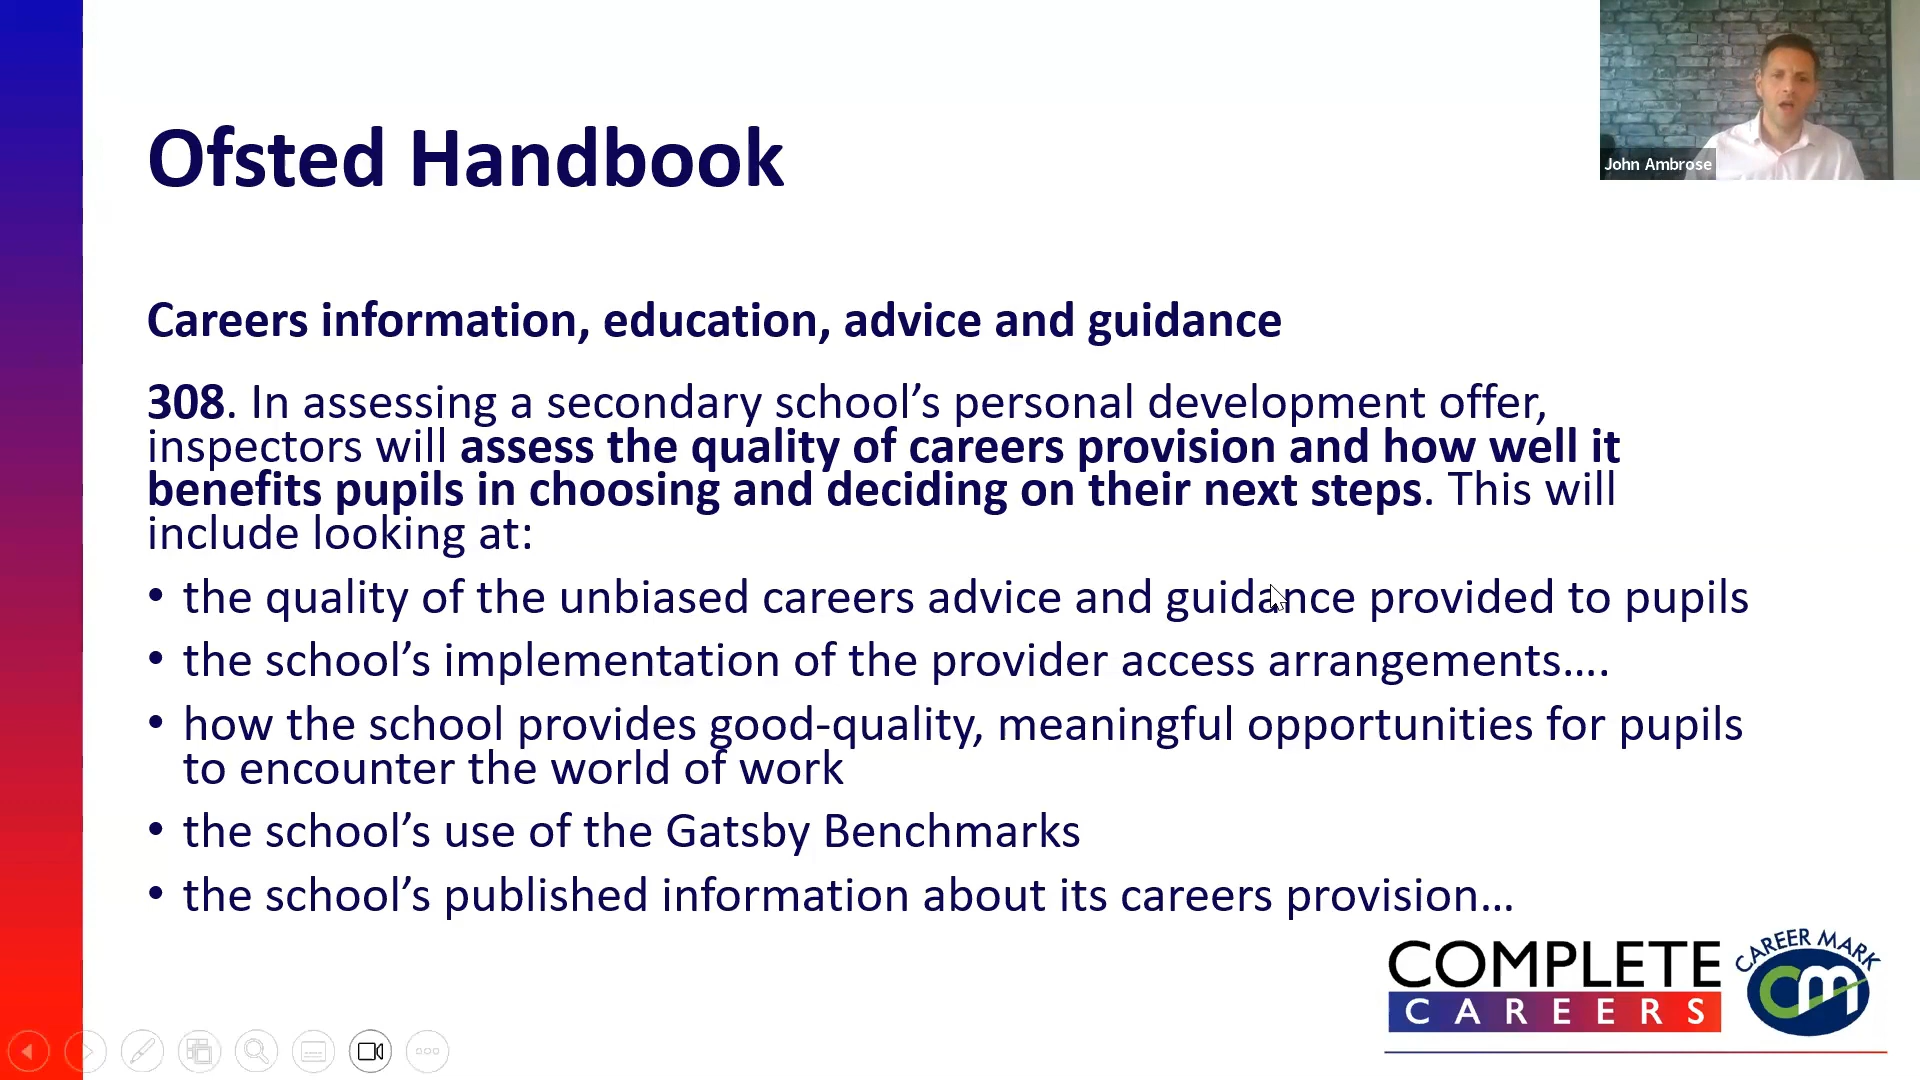 Ofsted Handbook
John Ambrose
Careers information, education, advice and guidance
308. In assessing a secondary school’s personal development offer,
inspectors will assess the quality of careers provision and how well it
benefits pupils in choosing and deciding on their next steps. This will
include looking at:
• the quality of the unbiased careers advice and guidance provided to pupils
• the school’s implementation of the provider access arrangements….
• how the school provides good-quality, meaningful opportunities for pupils
to encounter the world of work
• the school’s use of the Gatsby Benchmarks
• the school’s published information about its careers provision…
COMPLETE
CAREERS
CAREER MARK
cm